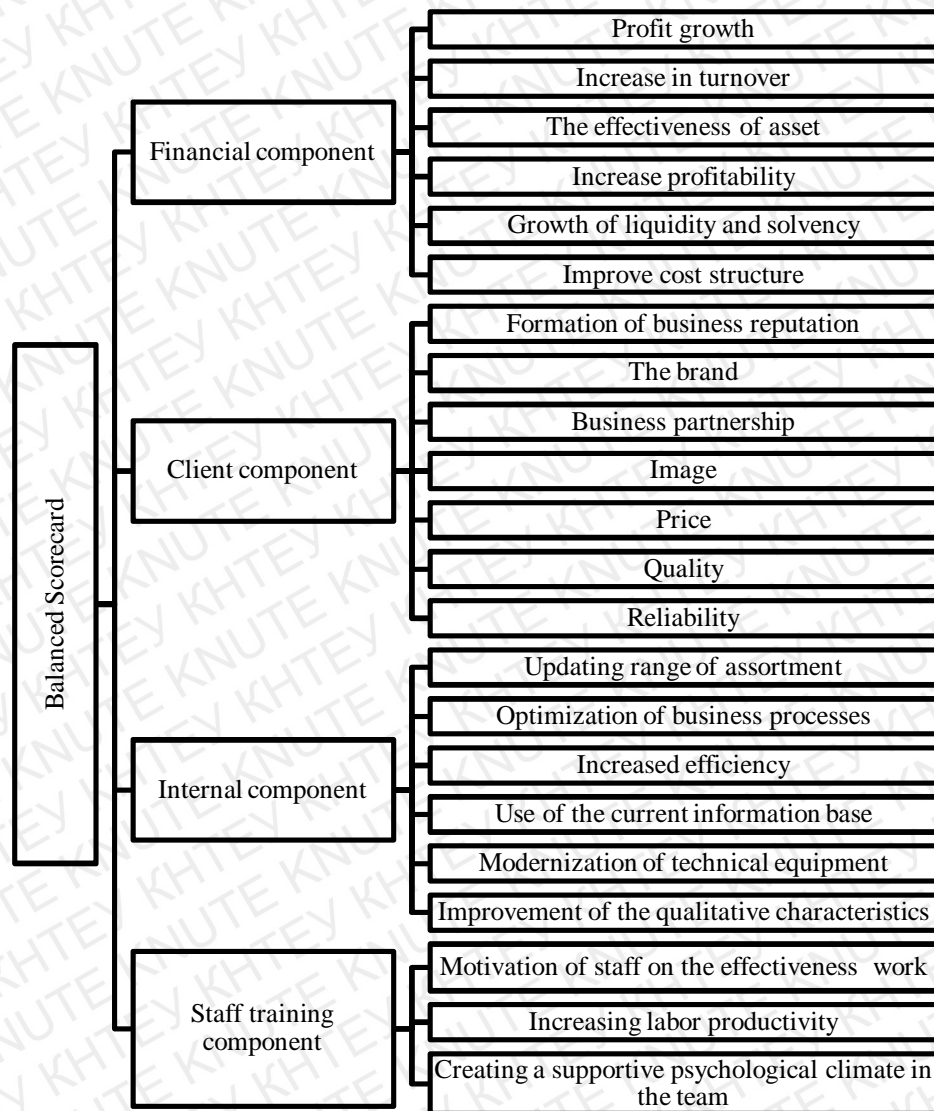 Balanced Scorecard
Financial component
Profit growth
Increase in turnover
The effectiveness of asset
Increase profitability
Growth of liquidity and solvency
Improve cost structure
Client component
Formation of business reputation
The brand
Business partnership
Image
Price
Quality
Reliability
Internal component
Updating range of assortment
Optimization of business processes
Increased efficiency
Use of the current information base
Modernization of technical equipment
Improvement of the qualitative characteristics
Staff training
component
Motivation of staff on the effectiveness work
Increasing labor productivity
Creating a supportive psychological climate in
the team
KNUTE КНТЕУ